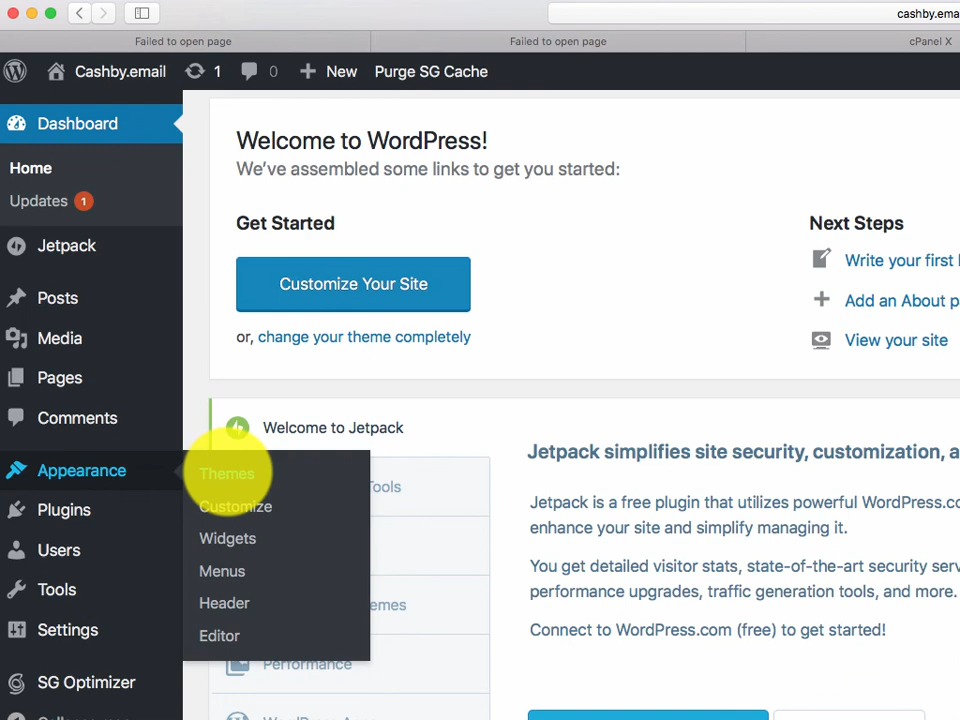 cashby.ema
Failed to open page
Failed to open page
cPanel X
Cashby.email
1
0
New
Purge SG Cache
Dashboard
Home
Updates 1
Jetpack
Posts
Media
Pages
Comments
Appearance
Plugins
Users
Tools
Settings
SG Optimizer
Themes
Customize
Widgets
Menus
Header
Editor
Welcome to WordPress!
We've assembled some links to get you started:
Get Started
Customize Your Site
or, change your theme completely
Next Steps
Write your first
Add an About p
View your site
Welcome to Jetpack
Tools
emes
Performance
Jetpack simplifies site security, customization, a
Jetpack is a free plugin that utilizes powerful WordPress.co
enhance your site and simplify managing it.
You get detailed visitor stats, state-of-the-art security serv
performance upgrades, traffic generation tools, and more.
Connect to WordPress.com (free) to get started!